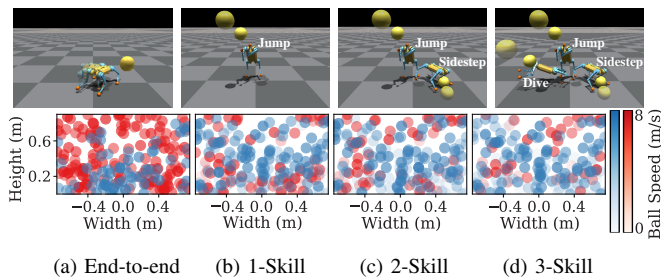 Jump
Jump
Sidestep
Jump
Sidestep
Dive
Height (m)
0.6
0.2
−0.4 0.0 0.4
−0.4 0.0 0.4
−0.4 0.0 0.4
−0.4 0.0 0.4
Width (m)
Width (m)
Width (m)
Width (m)
8
0
Ball Speed (m/s)
(a) End-to-end
(b) 1-Skill
(c) 2-Skill
(d) 3-Skill